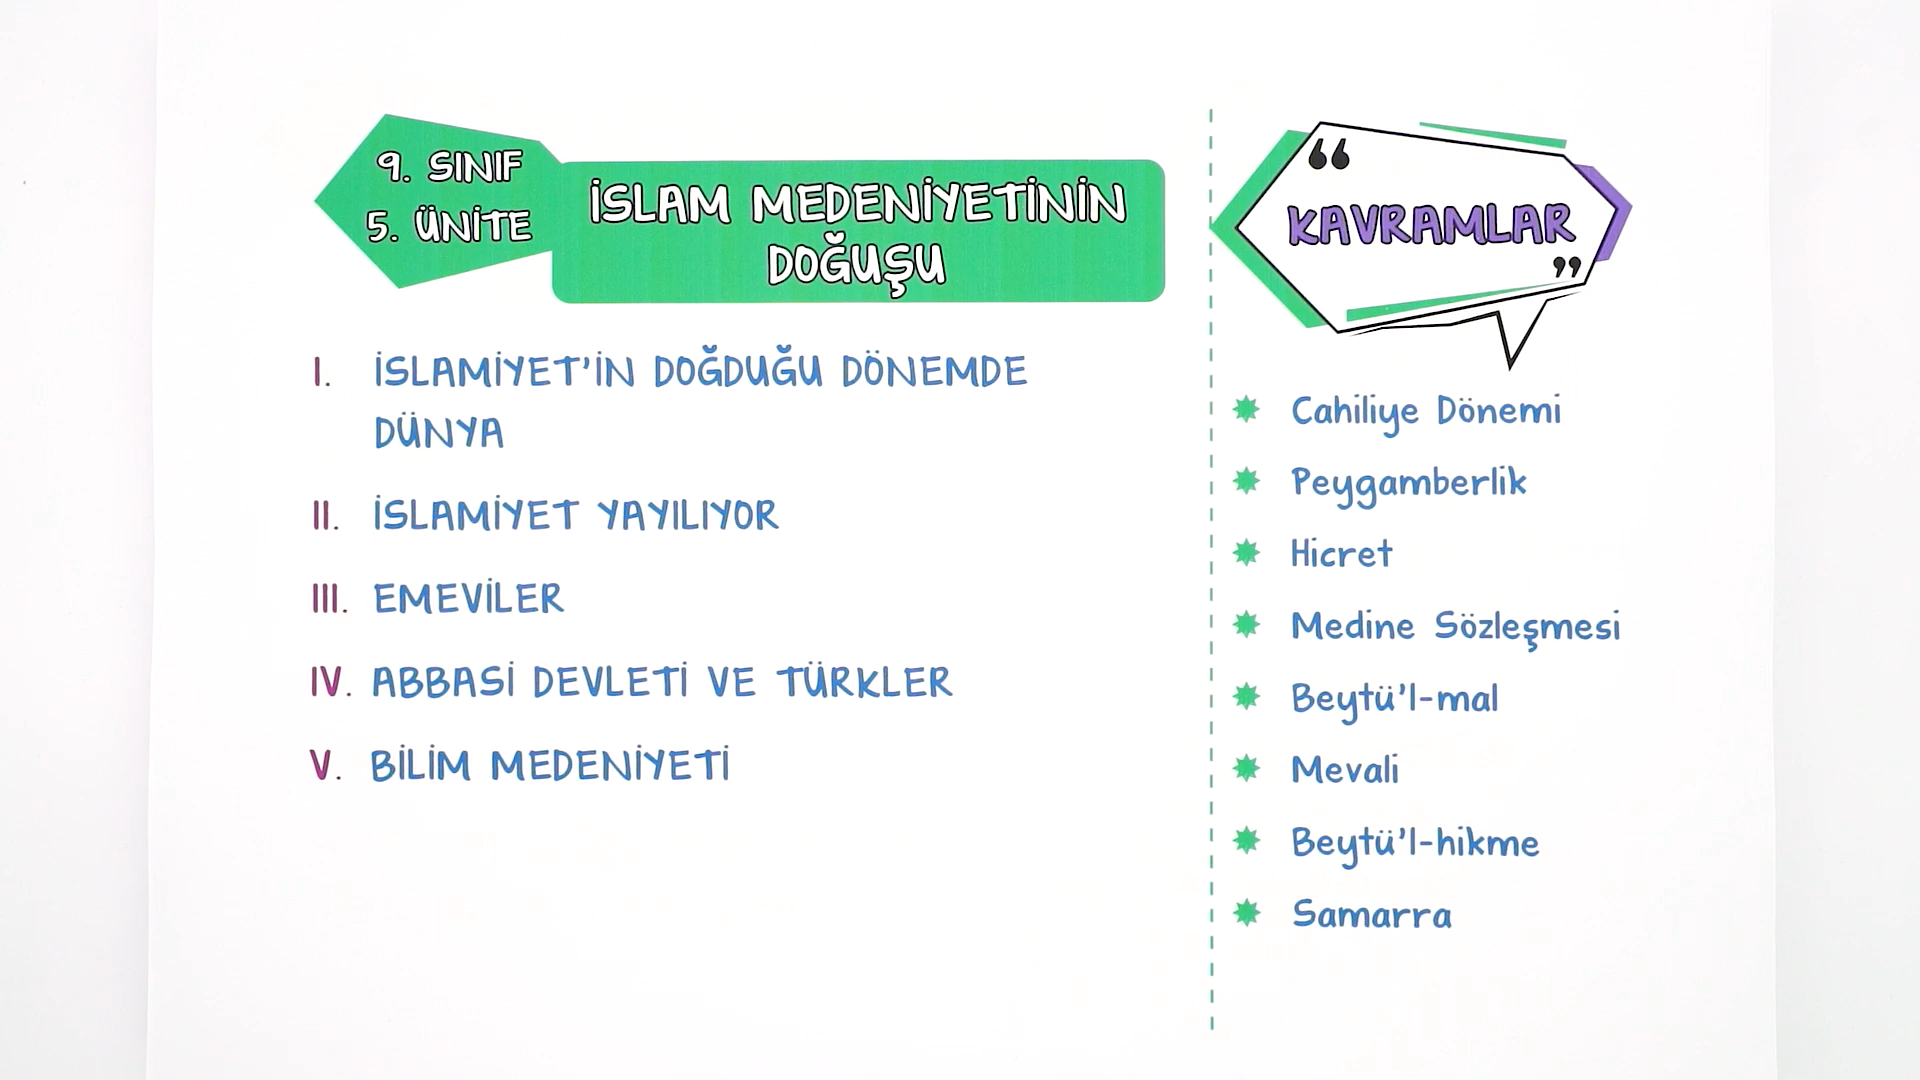 9. SINIF
5. ÜNİTE
İSLAM MEDENİYETİNİN
DOĞUŞU
I. İSLAMİYET'İN DOĞDUĞU DÖNEMDE
DÜNYA
II. İSLAMİYET YAYILIYOR
III. EMEVİLER
IV. ABBASİ DEVLETİ VE TÜRKLER
V. BİLİM MEDENİYETİ
“KAVRAMLAR”
Cahiliye Dönemi
Peygamberlik
Hicret
Medine Sözleşmesi
Beytü'l-mal
Mevali
Beytü'l-hikme
Samarra